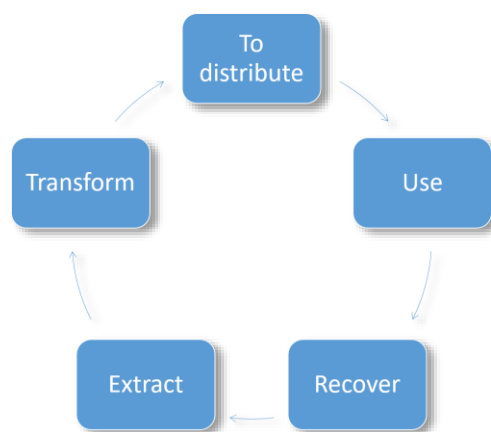 To
distribute
Use
Recover
Extract
Transform